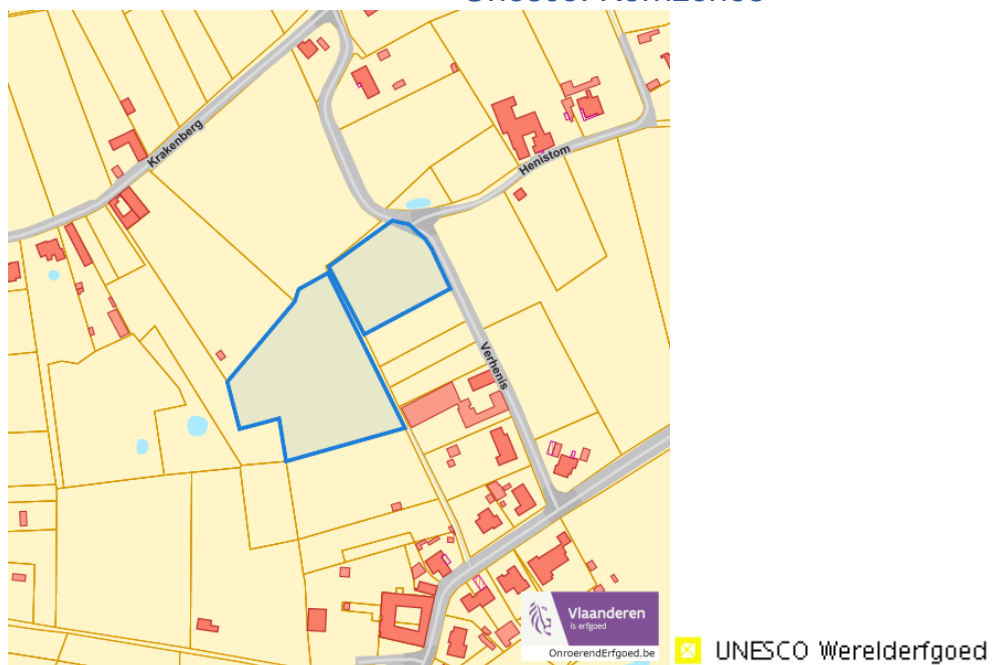 Krakenberg
Henistom
Verhenis
Vlaanderen
is erfgoed
OnroerendErfgoed.be
UNESCO Werelderfgoed